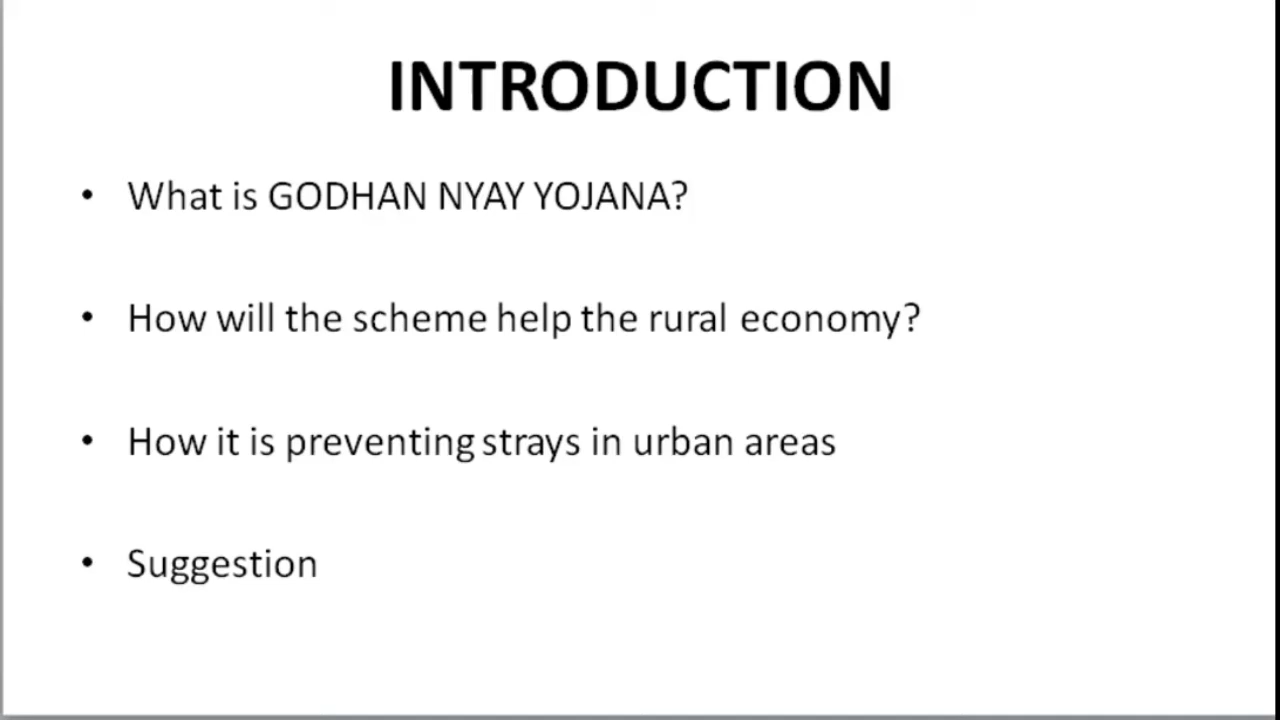 INTRODUCTION
• What is GODHAN NYAY YOJANA?
• How will the scheme help the rural economy?
• How it is preventing strays in urban areas
• Suggestion